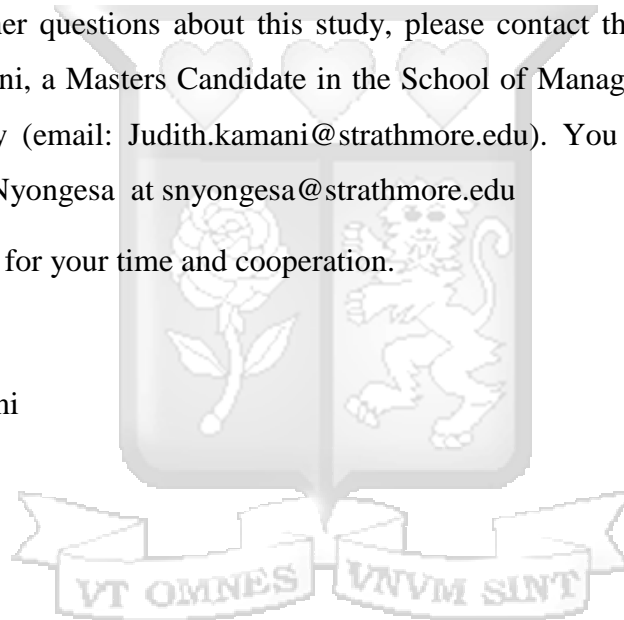 her questions about this study, please contact th
ni, a Masters Candidate in the School of Manag
y (email: Judith.kamani@strathmore.edu). You
Nyongesa at snyongesa@strathmore.edu
for your time and cooperation.
ni
VT OMNES VNVM SINT